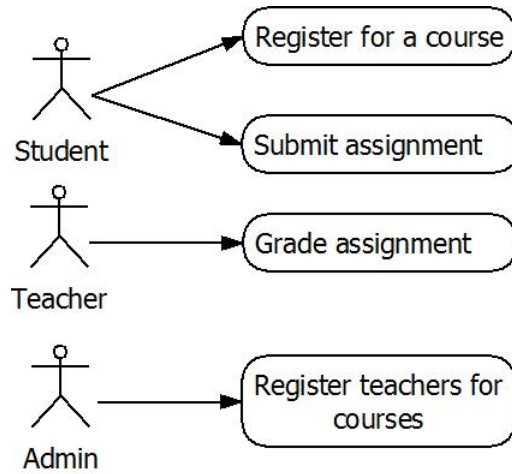 Register for a course
Student
Submit assignment
Grade assignment
Teacher
Register teachers for
courses
Admin